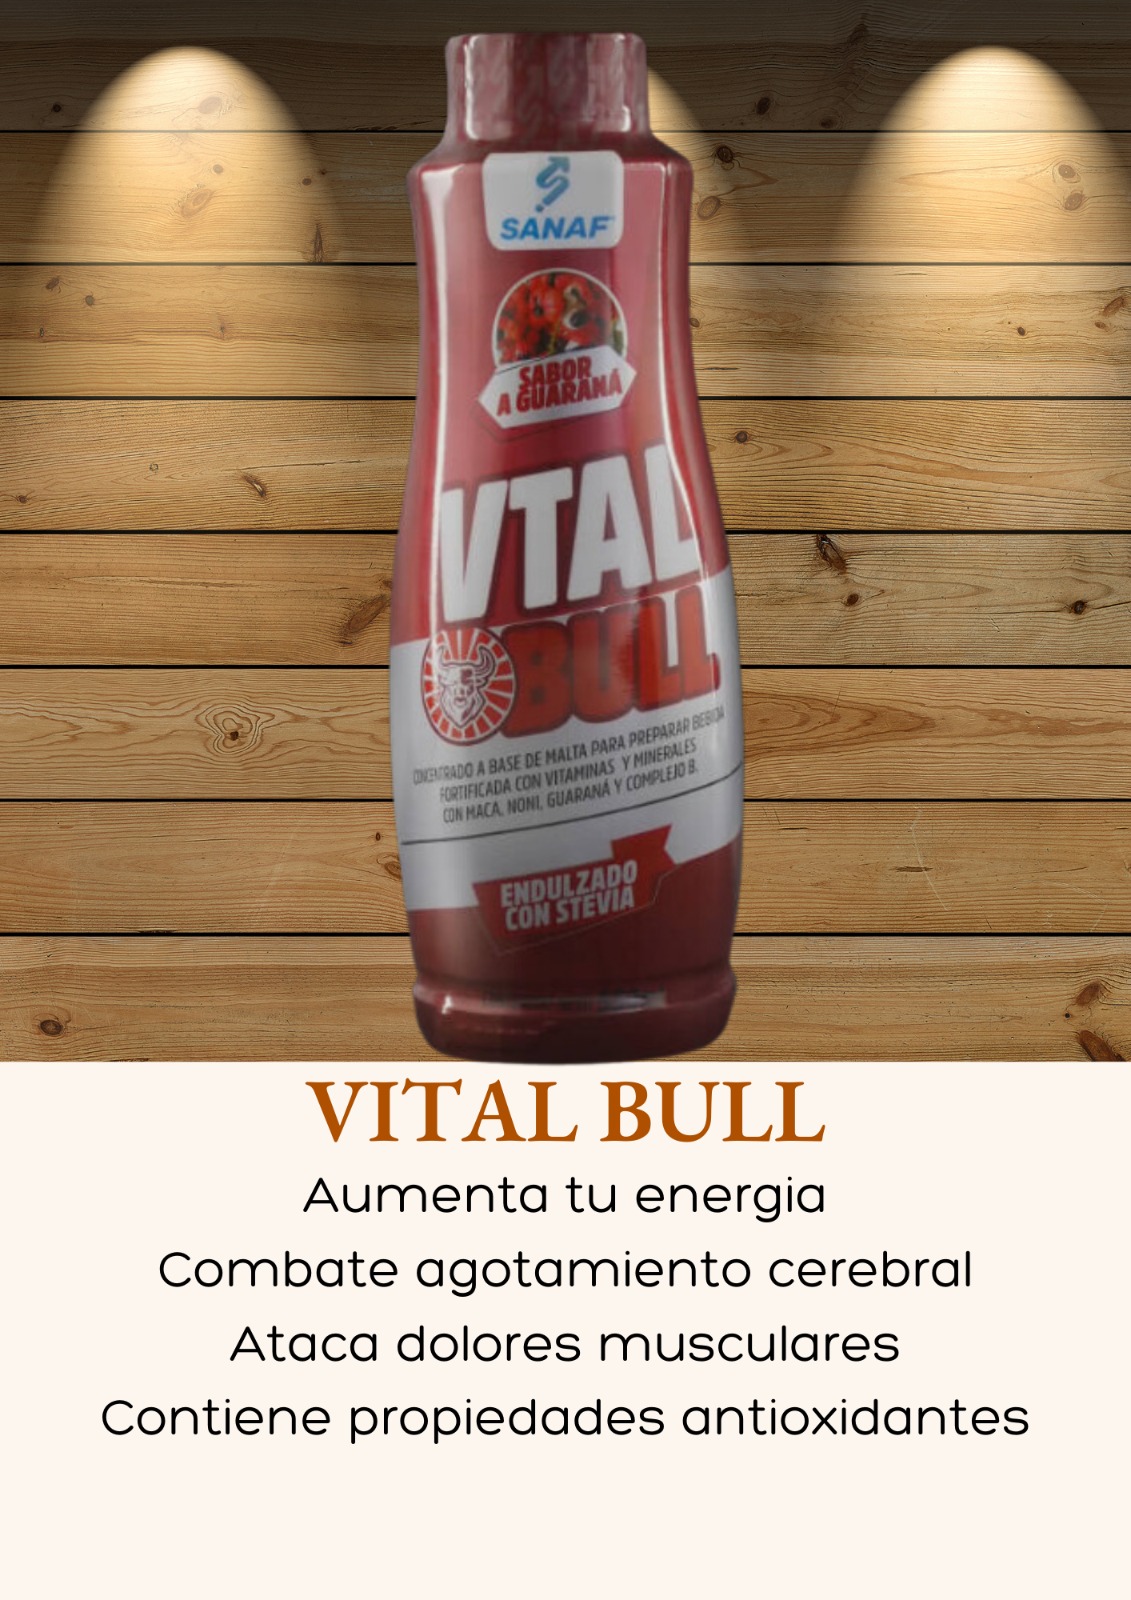 SANAF
SABOR
A GUARANÁ
VTAL
BULL
CONCENTRADO A BASE DE MALTA PARA PREPARAR BEBIDA
FORTIFICADA CON VITAMINAS Y MINERALES
CON MACA, NONI, GUARANÁ Y COMPLEJO B.
ENDULZADO
CON STEVIA
VITAL BULL
Aumenta tu energia
Combate agotamiento cerebral
Ataca dolores musculares
Contiene propiedades antioxidantes